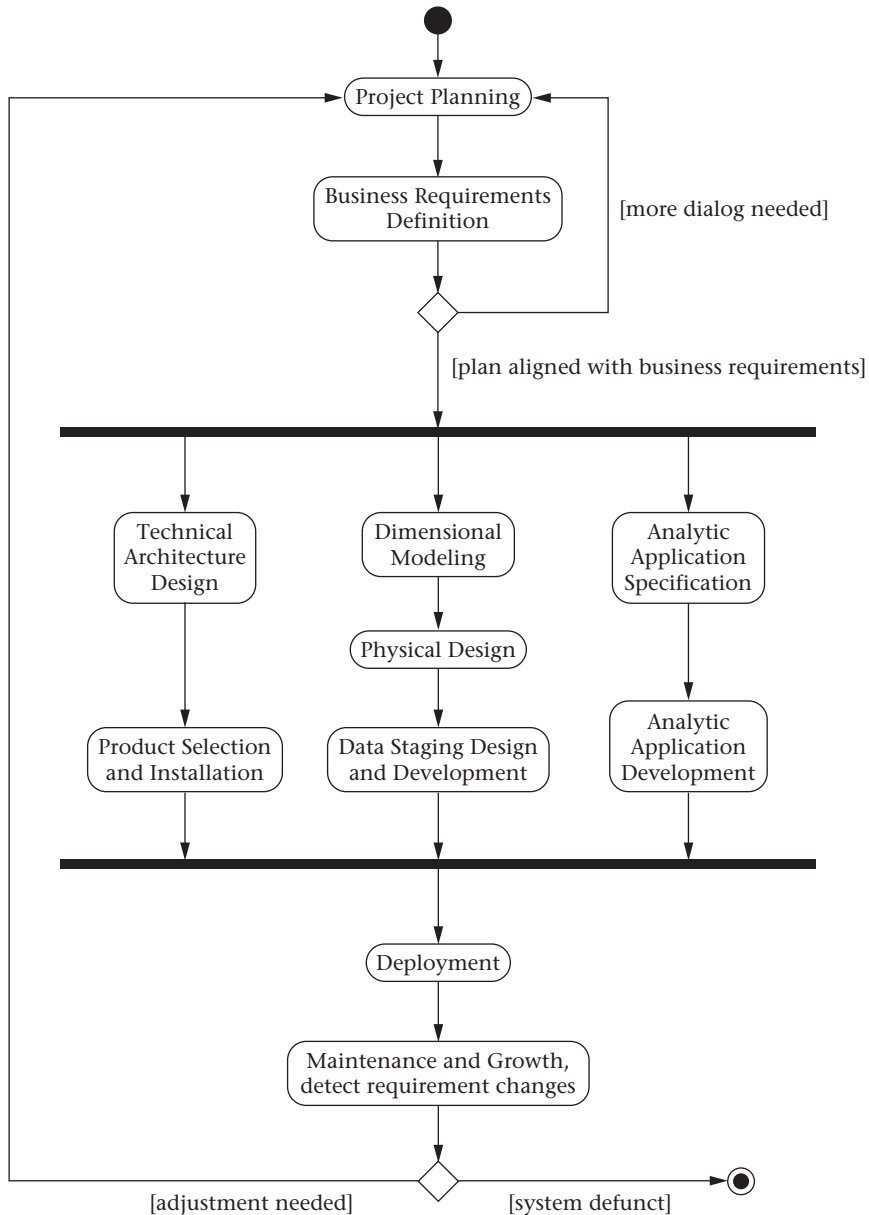 Project Planning
Business Requirements
Definition
[more dialog needed]
[plan aligned with business requirements]
Technical
Architecture
Design
Dimensional
Modeling
Analytic
Application
Specification
Physical Design
Product Selection
and Installation
Data Staging Design
and Development
Analytic
Application
Development
Deployment
Maintenance and Growth,
detect requirement changes
[adjustment needed]
[system defunct]